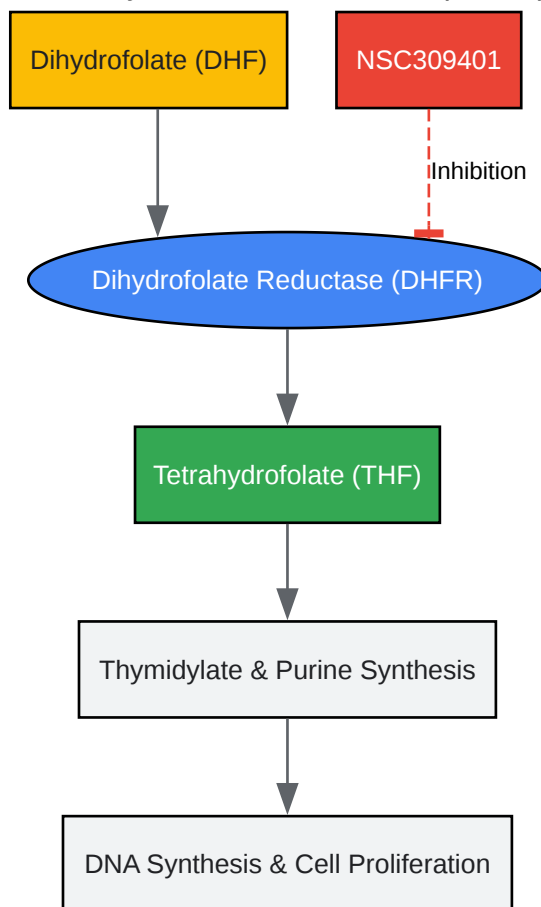 Dihydrofolate (DHF)
NSC309401
Inhibition
Dihydrofolate Reductase (DHFR)
Tetrahydrofolate (THF)
Thymidylate & Purine Synthesis
DNA Synthesis & Cell Proliferation